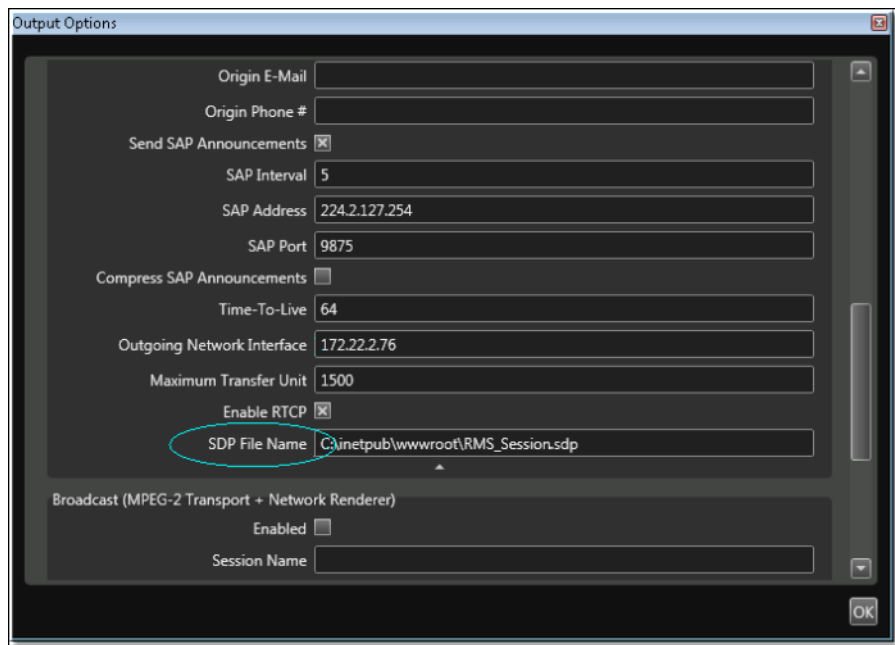 Output Options
Origin E-Mail
Origin Phone #
Send SAP Announcements
SAP Interval 5
SAP Address 224.2.127.254
SAP Port 9875
Compress SAP Announcements
Time-To-Live 64
Outgoing Network Interface 172.22.2.76
Maximum Transfer Unit 1500
Enable RTCP
SDP File Name C:\inetpub\wwwroot\RMS_Session.sdp
Broadcast (MPEG-2 Transport + Network Renderer)
Enabled
Session Name
OK